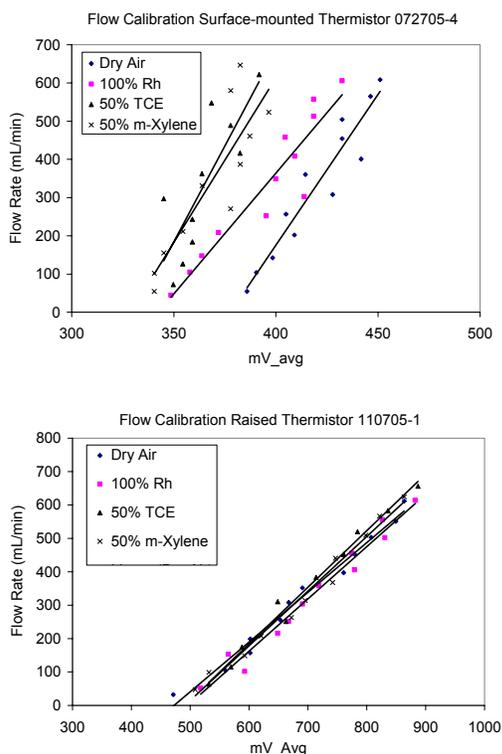 Flow Calibration Surface-mounted Thermistor 072705-4
Flow Rate (mL/min)
700
600
500
400
300
200
100
0
Dry Air
100% Rh
50% TCE
50% m-Xylene
300 350 400 450 500
mV_avg
Flow Calibration Raised Thermistor 110705-1
Flow Rate (mL/min)
800
700
600
500
400
300
200
100
0
Dry Air
100% Rh
50% TCE
50% m-Xylene
300 400 500 600 700 800 900 1000
mV_Avg